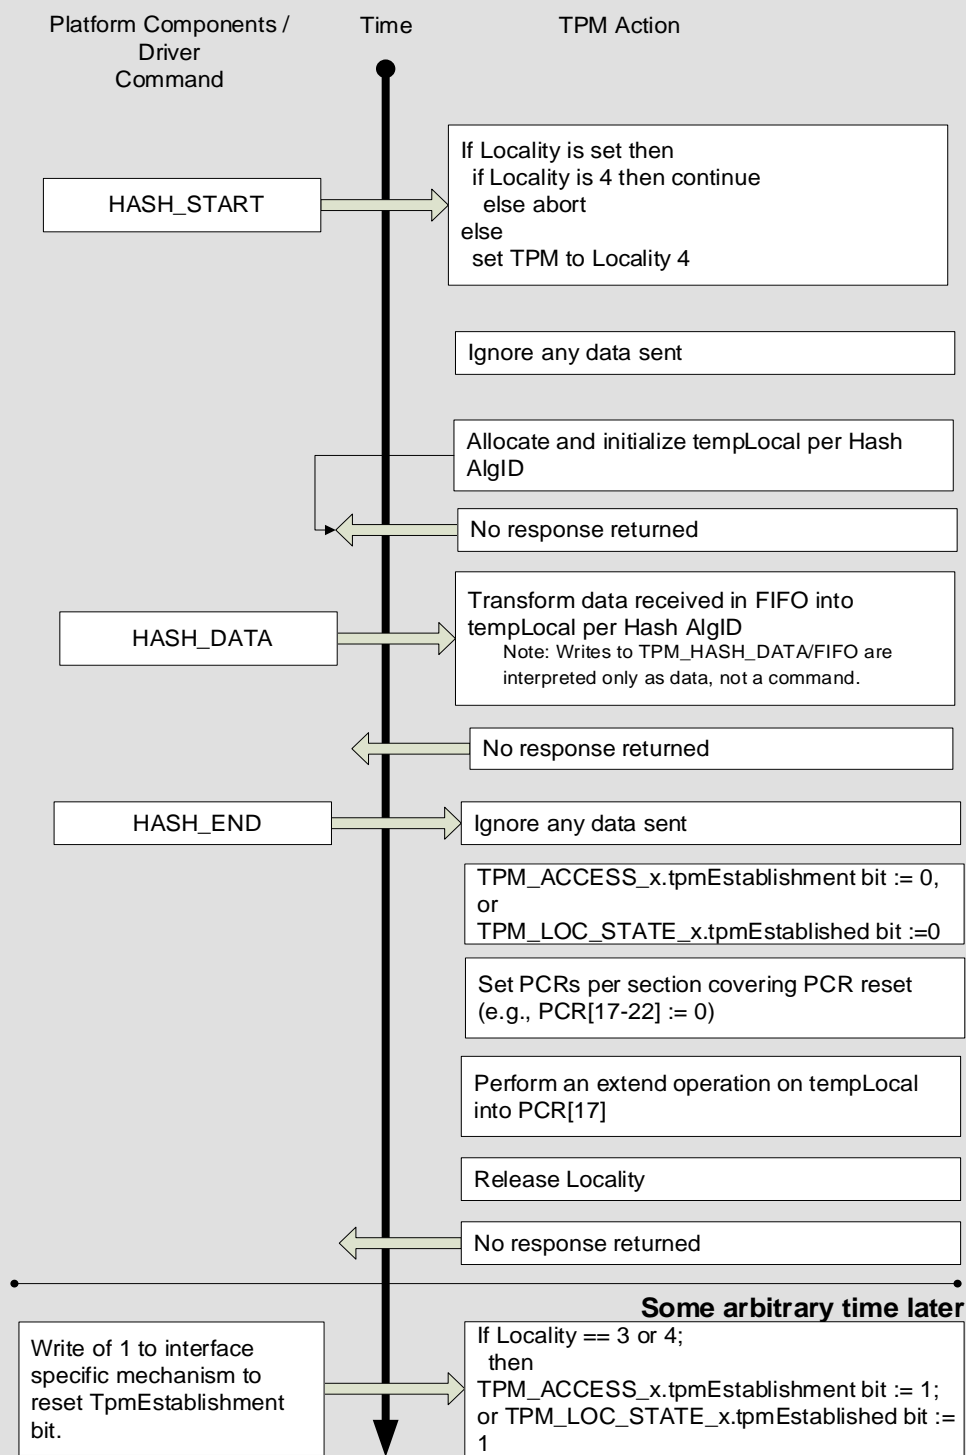 Platform Components /
Driver
Command
Time
TPM Action
HASH_START
If Locality is set then
if Locality is 4 then continue
else abort
else
set TPM to Locality 4
Ignore any data sent
Allocate and initialize tempLocal per Hash
AlgID
No response returned
HASH_DATA
Transform data received in FIFO into
tempLocal per Hash AlgID
Note: Writes to TPM_HASH_DATA/FIFO are
interpreted only as data, not a command.
No response returned
HASH_END
Ignore any data sent
TPM_ACCESS_x.tpmEstablishment bit := 0,
or
TPM_LOC_STATE_x.tpmEstablished bit :=0
Set PCRs per section covering PCR reset
(e.g., PCR[17-22] := 0)
Perform an extend operation on tempLocal
into PCR[17]
Release Locality
No response returned
Some arbitrary time later
Write of 1 to interface
specific mechanism to
reset TpmEstablishment
bit.
If Locality == 3 or 4;
then
TPM_ACCESS_x.tpmEstablishment bit := 1;
or TPM_LOC_STATE_x.tpmEstablished bit :=
1